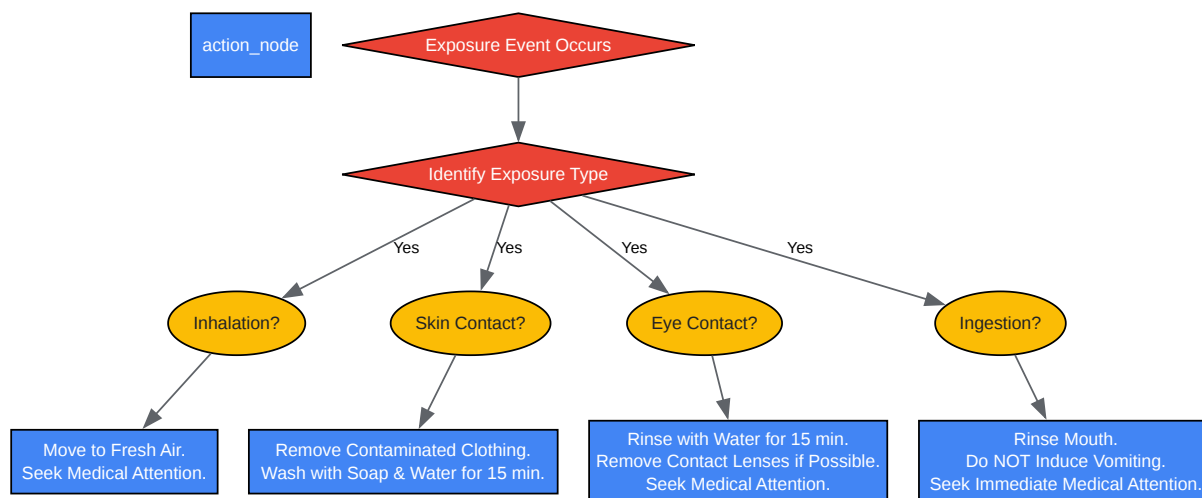 action_node
Exposure Event Occurs
Identify Exposure Type
Yes
Yes
Yes
Yes
Inhalation?
Skin Contact?
Eye Contact?
Ingestion?
Move to Fresh Air.
Seek Medical Attention.
Remove Contaminated Clothing.
Wash with Soap & Water for 15 min.
Rinse with Water for 15 min.
Remove Contact Lenses if Possible.
Seek Medical Attention.
Rinse Mouth.
Do NOT Induce Vomiting.
Seek Immediate Medical Attention.